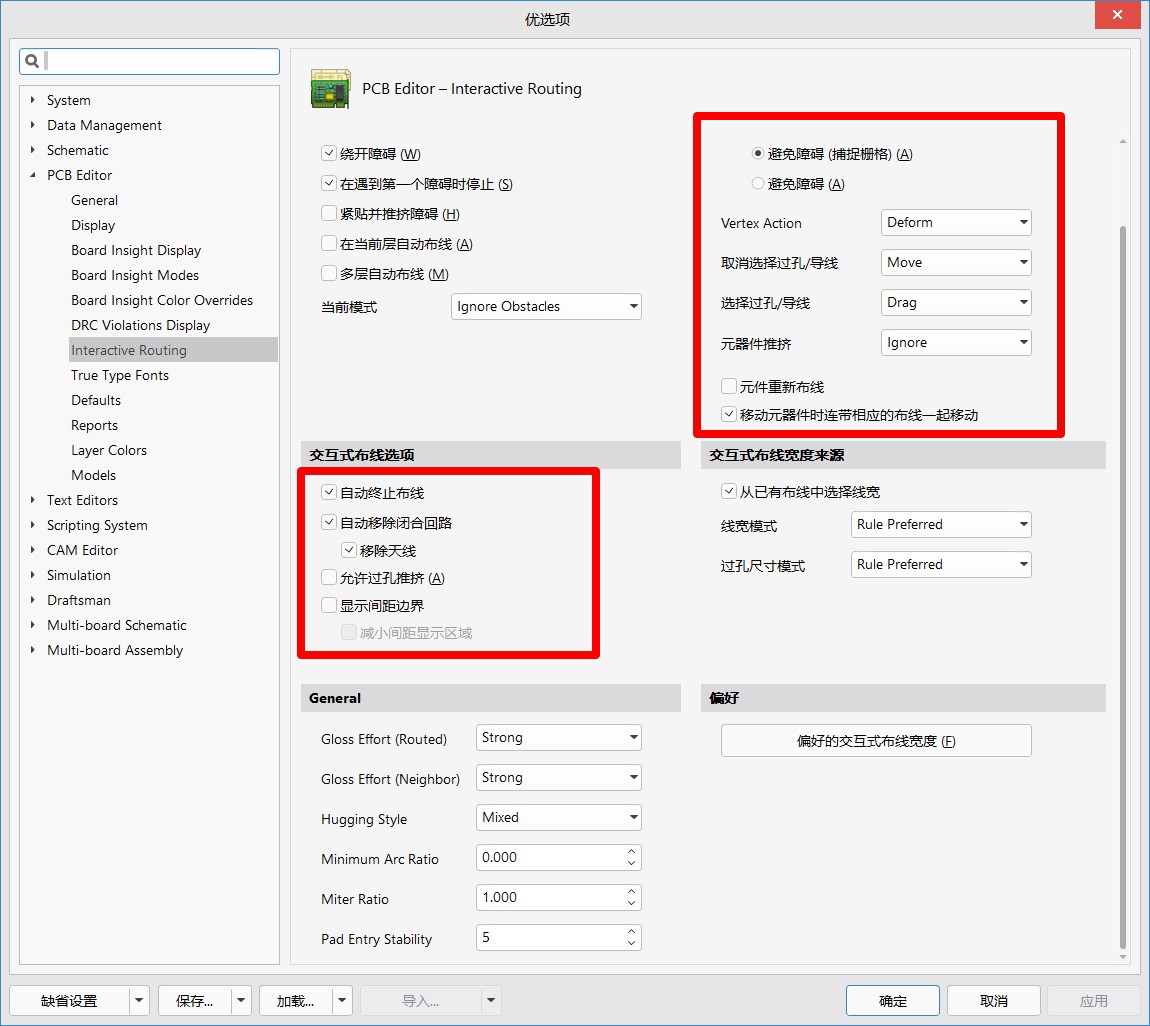 优选项
System
Data Management
Schematic
PCB Editor
General
Display
Board Insight Display
Board Insight Modes
Board Insight Color Overrides
DRC Violations Display
Interactive Routing
True Type Fonts
Defaults
Reports
Layer Colors
Models
Text Editors
Scripting System
CAM Editor
Simulation
Draftsman
Multi-board Schematic
Multi-board Assembly
PCB Editor – Interactive Routing
绕开障碍 (W)
在遇到第一个障碍时停止 (S)
紧贴并推挤障碍 (H)
在当前层自动布线 (A)
多层自动布线 (M)
当前模式 Ignore Obstacles
避免障碍 (捕捉栅格) (A)
避免障碍 (A)
Vertex Action Deform
取消选择过孔/导线 Move
选择过孔/导线 Drag
元器件推挤 Ignore
元件重新布线
移动元器件时连带相应的布线一起移动
交互式布线选项
自动终止布线
自动移除闭合回路
移除天线
允许过孔推挤 (A)
显示间距边界
减小间距显示区域
交互式布线宽度来源
从已有布线中选择线宽
线宽模式 Rule Preferred
过孔尺寸模式 Rule Preferred
General
Gloss Effort (Routed) Strong
Gloss Effort (Neighbor) Strong
Hugging Style Mixed
Minimum Arc Ratio 0.000
Miter Ratio 1.000
Pad Entry Stability 5
偏好
偏好的交互式布线宽度 (F)
缺省设置 保存... 加载... 导入... 确定 取消 应用